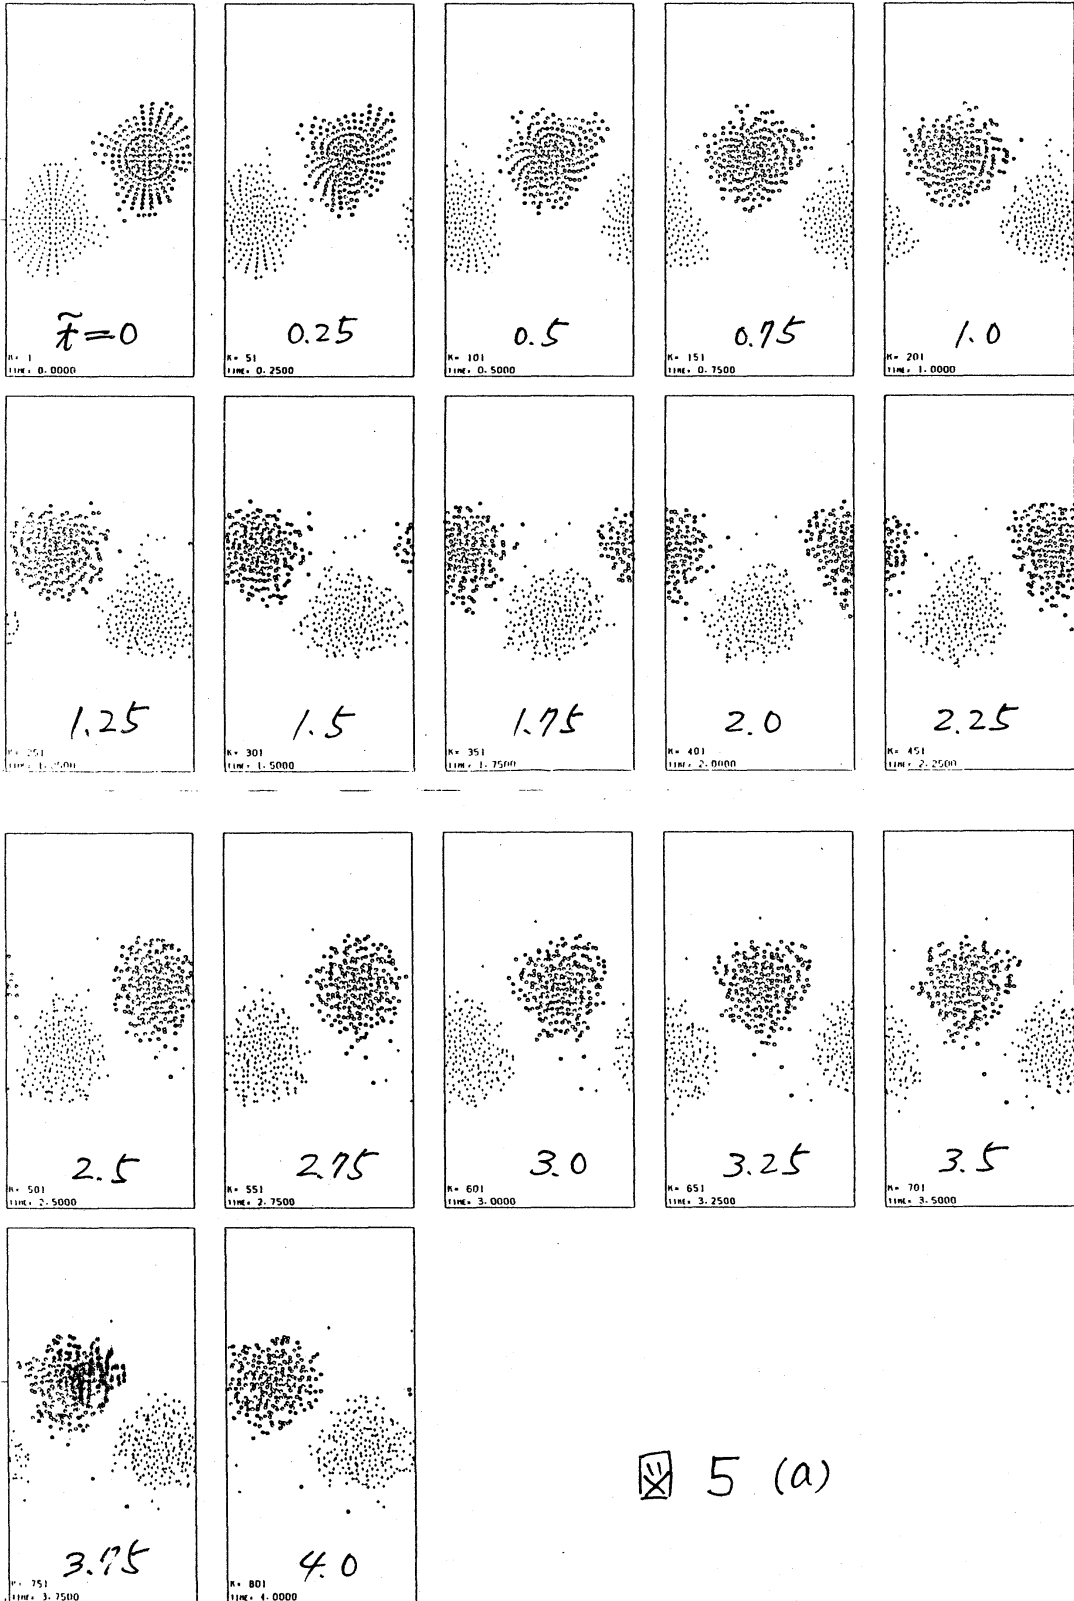 t̃=0
K= 1
TIME= 0.0000
0.25
K= 51
TIME= 0.2500
0.5
K= 101
TIME= 0.5000
0.75
K= 151
TIME= 0.7500
1.0
K= 201
TIME= 1.0000
1.25
K= 251
TIME= 1.2500
1.5
K= 301
TIME= 1.5000
1.75
K= 351
TIME= 1.7500
2.0
K= 401
TIME= 2.0000
2.25
K= 451
TIME= 2.2500
2.5
K= 501
TIME= 2.5000
2.75
K= 551
TIME= 2.7500
3.0
K= 601
TIME= 3.0000
3.25
K= 651
TIME= 3.2500
3.5
K= 701
TIME= 3.5000
3.75
K= 751
TIME= 3.7500
4.0
K= 801
TIME= 4.0000
図 5 (a)